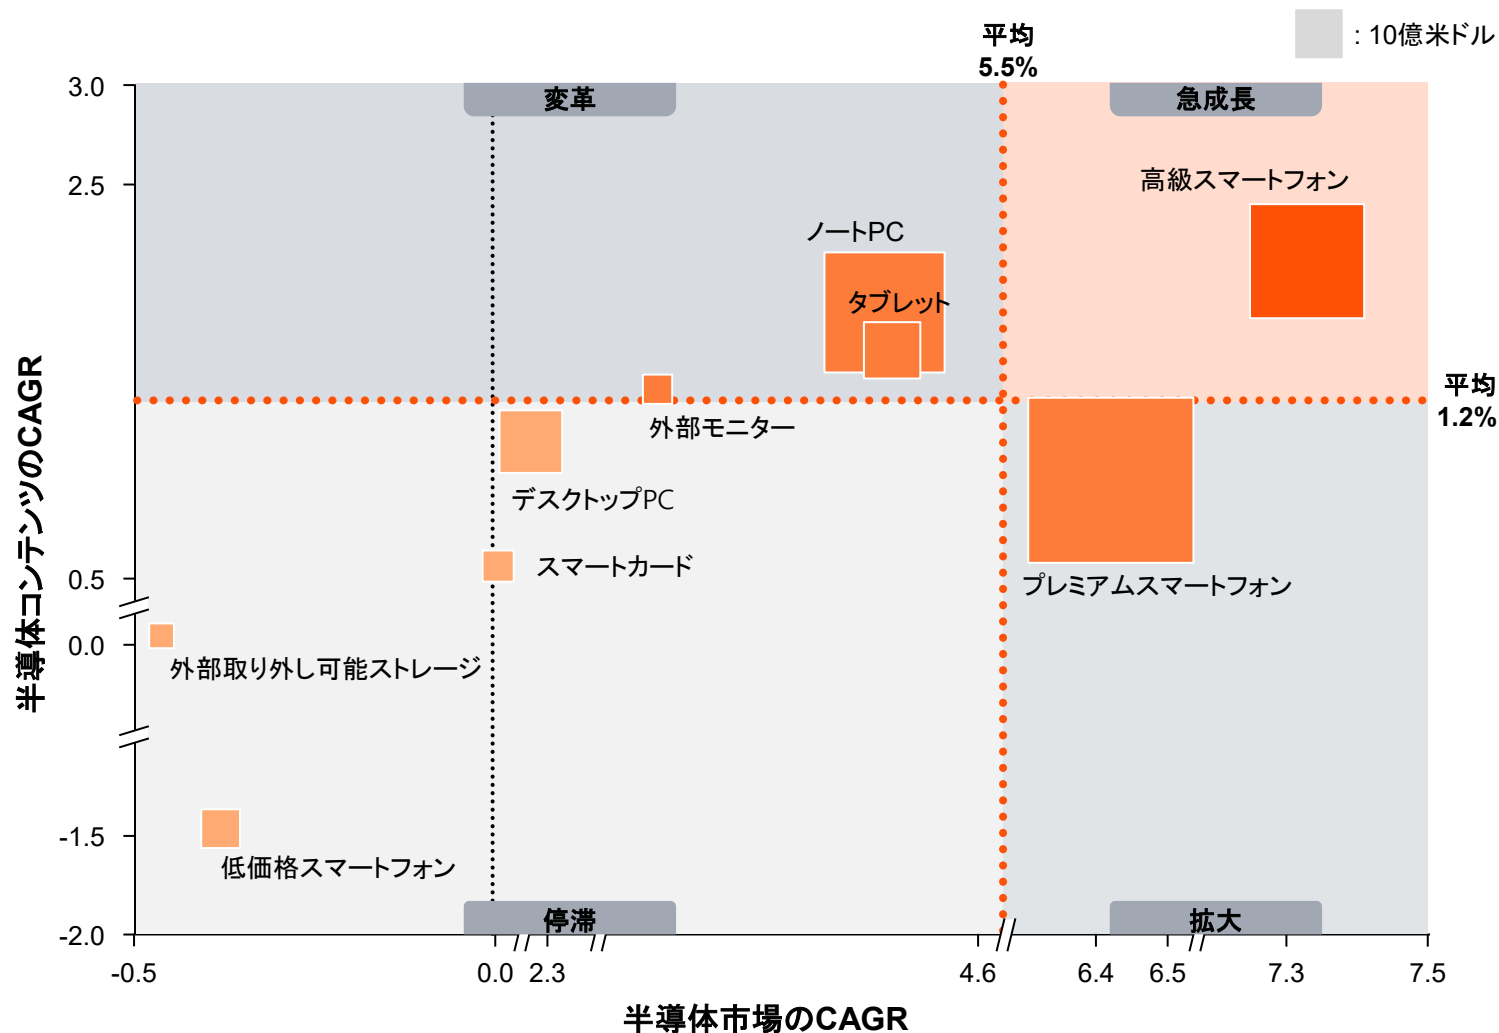 : 10億米ドル
平均
5.5%
3.0
変革
急成長
2.5
高級スマートフォン
ノートPC
タブレット
平均
1.2%
外部モニター
デスクトップPC
スマートカード
0.5
プレミアムスマートフォン
0.0
外部取り外し可能ストレージ
半導体コンテンツのCAGR
-1.5
低価格スマートフォン
停滞
拡大
-2.0
-0.5
0.0
2.3
4.6
6.4
6.5
7.3
7.5
半導体市場のCAGR